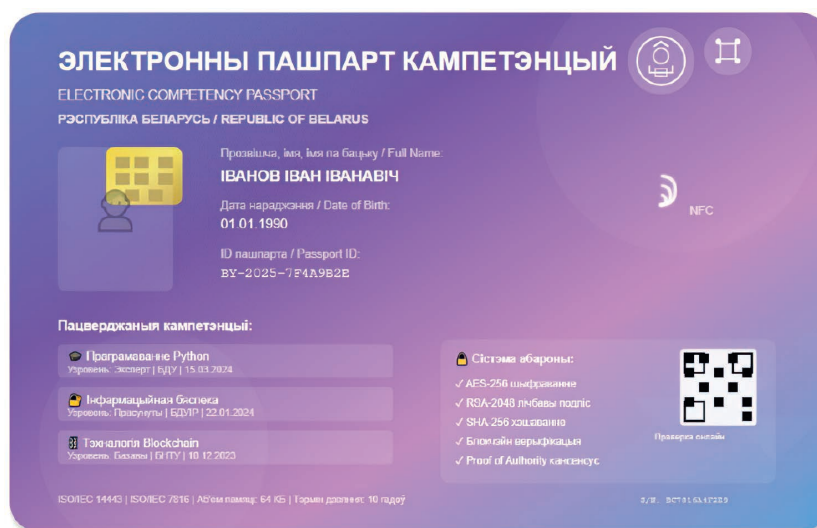 ЭЛЕКТРОННЫ ПАШПАРТ КАМПЕТЭНЦЫЙ
ELECTRONIC COMPETENCY PASSPORT
РЭСПУБЛІКА БЕЛАРУСЬ / REPUBLIC OF BELARUS
Прозвішча, імя, імя па бацьку / Full Name:
ІВАНОВ ІВАН ІВАНАВІЧ
Дата нараджэння / Date of Birth:
01.01.1990
ID пашпарта / Passport ID:
BY-2025-7F4A9B2E
NFC
Пацверджаныя кампетэнцыі:
Праграмаванне Python
Узровень: Эксперт | БДУ | 15.03.2024
Інфармацыйная бяспека
Узровень: Прасунуты | БДУІР | 22.01.2024
Тэхналогія Blockchain
Узровень: Базавы | БНТУ | 10.12.2023
Сістэма абароны:
✓ AES-256 шыфраванне
✓ RSA-2048 лічбавы подпіс
✓ SHA-256 хэшаванне
✓ Блокчэйн верыфікацыя
✓ Proof of Authority кансенсус
Праверка онлайн
ISO/IEC 14443 | ISO/IEC 7816 | Аб'ём памяці: 64 КБ | Тэрмін дзеяння: 10 гадоў
S/N: